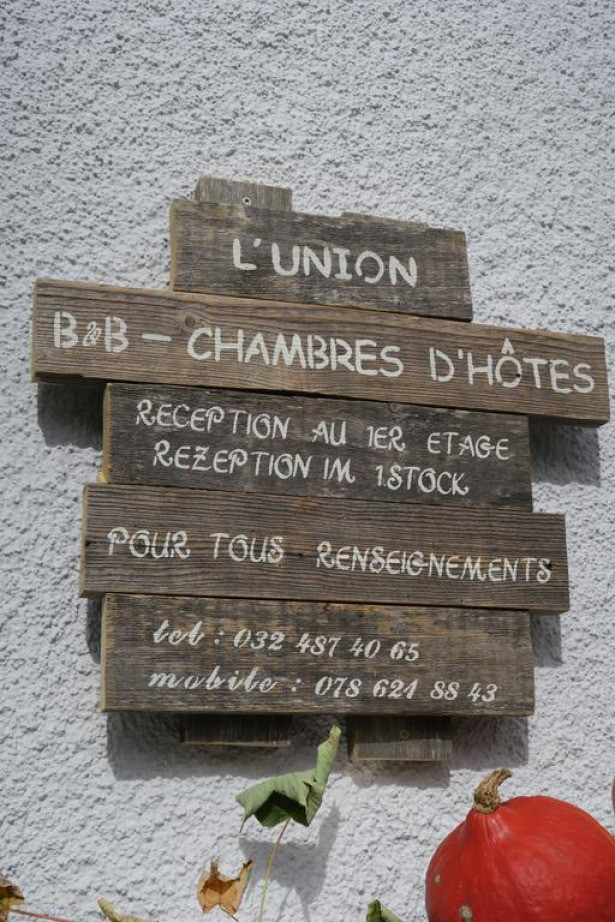 L'UNION
B&B – CHAMBRES D'HÔTES
RECEPTION AU 1ER ETAGE
REZEPTION IM 1.STOCK
POUR TOUS RENSEIGNEMENTS
tel : 032 487 40 65
mobile : 078 621 88 43